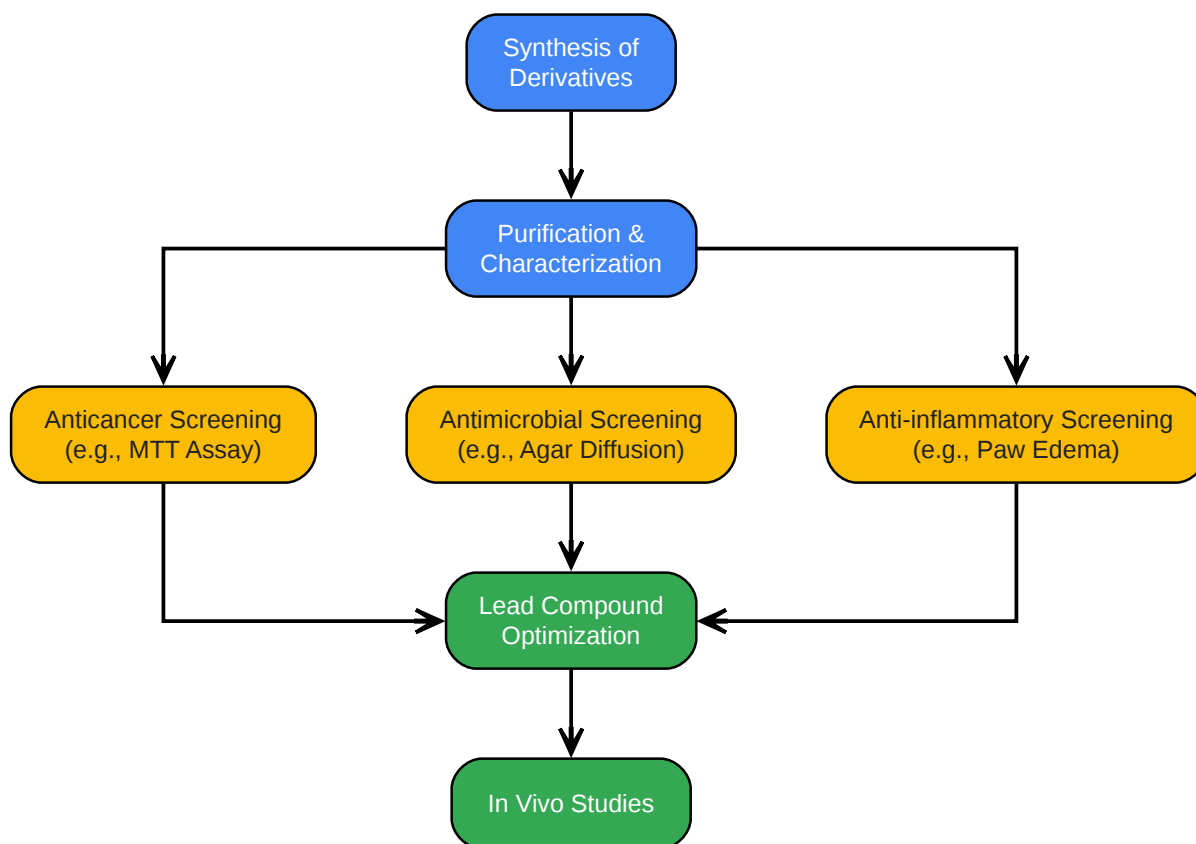 Synthesis of
Derivatives
Purification &
Characterization
Anticancer Screening
(e.g., MTT Assay)
Antimicrobial Screening
(e.g., Agar Diffusion)
Anti-inflammatory Screening
(e.g., Paw Edema)
Lead Compound
Optimization
In Vivo Studies